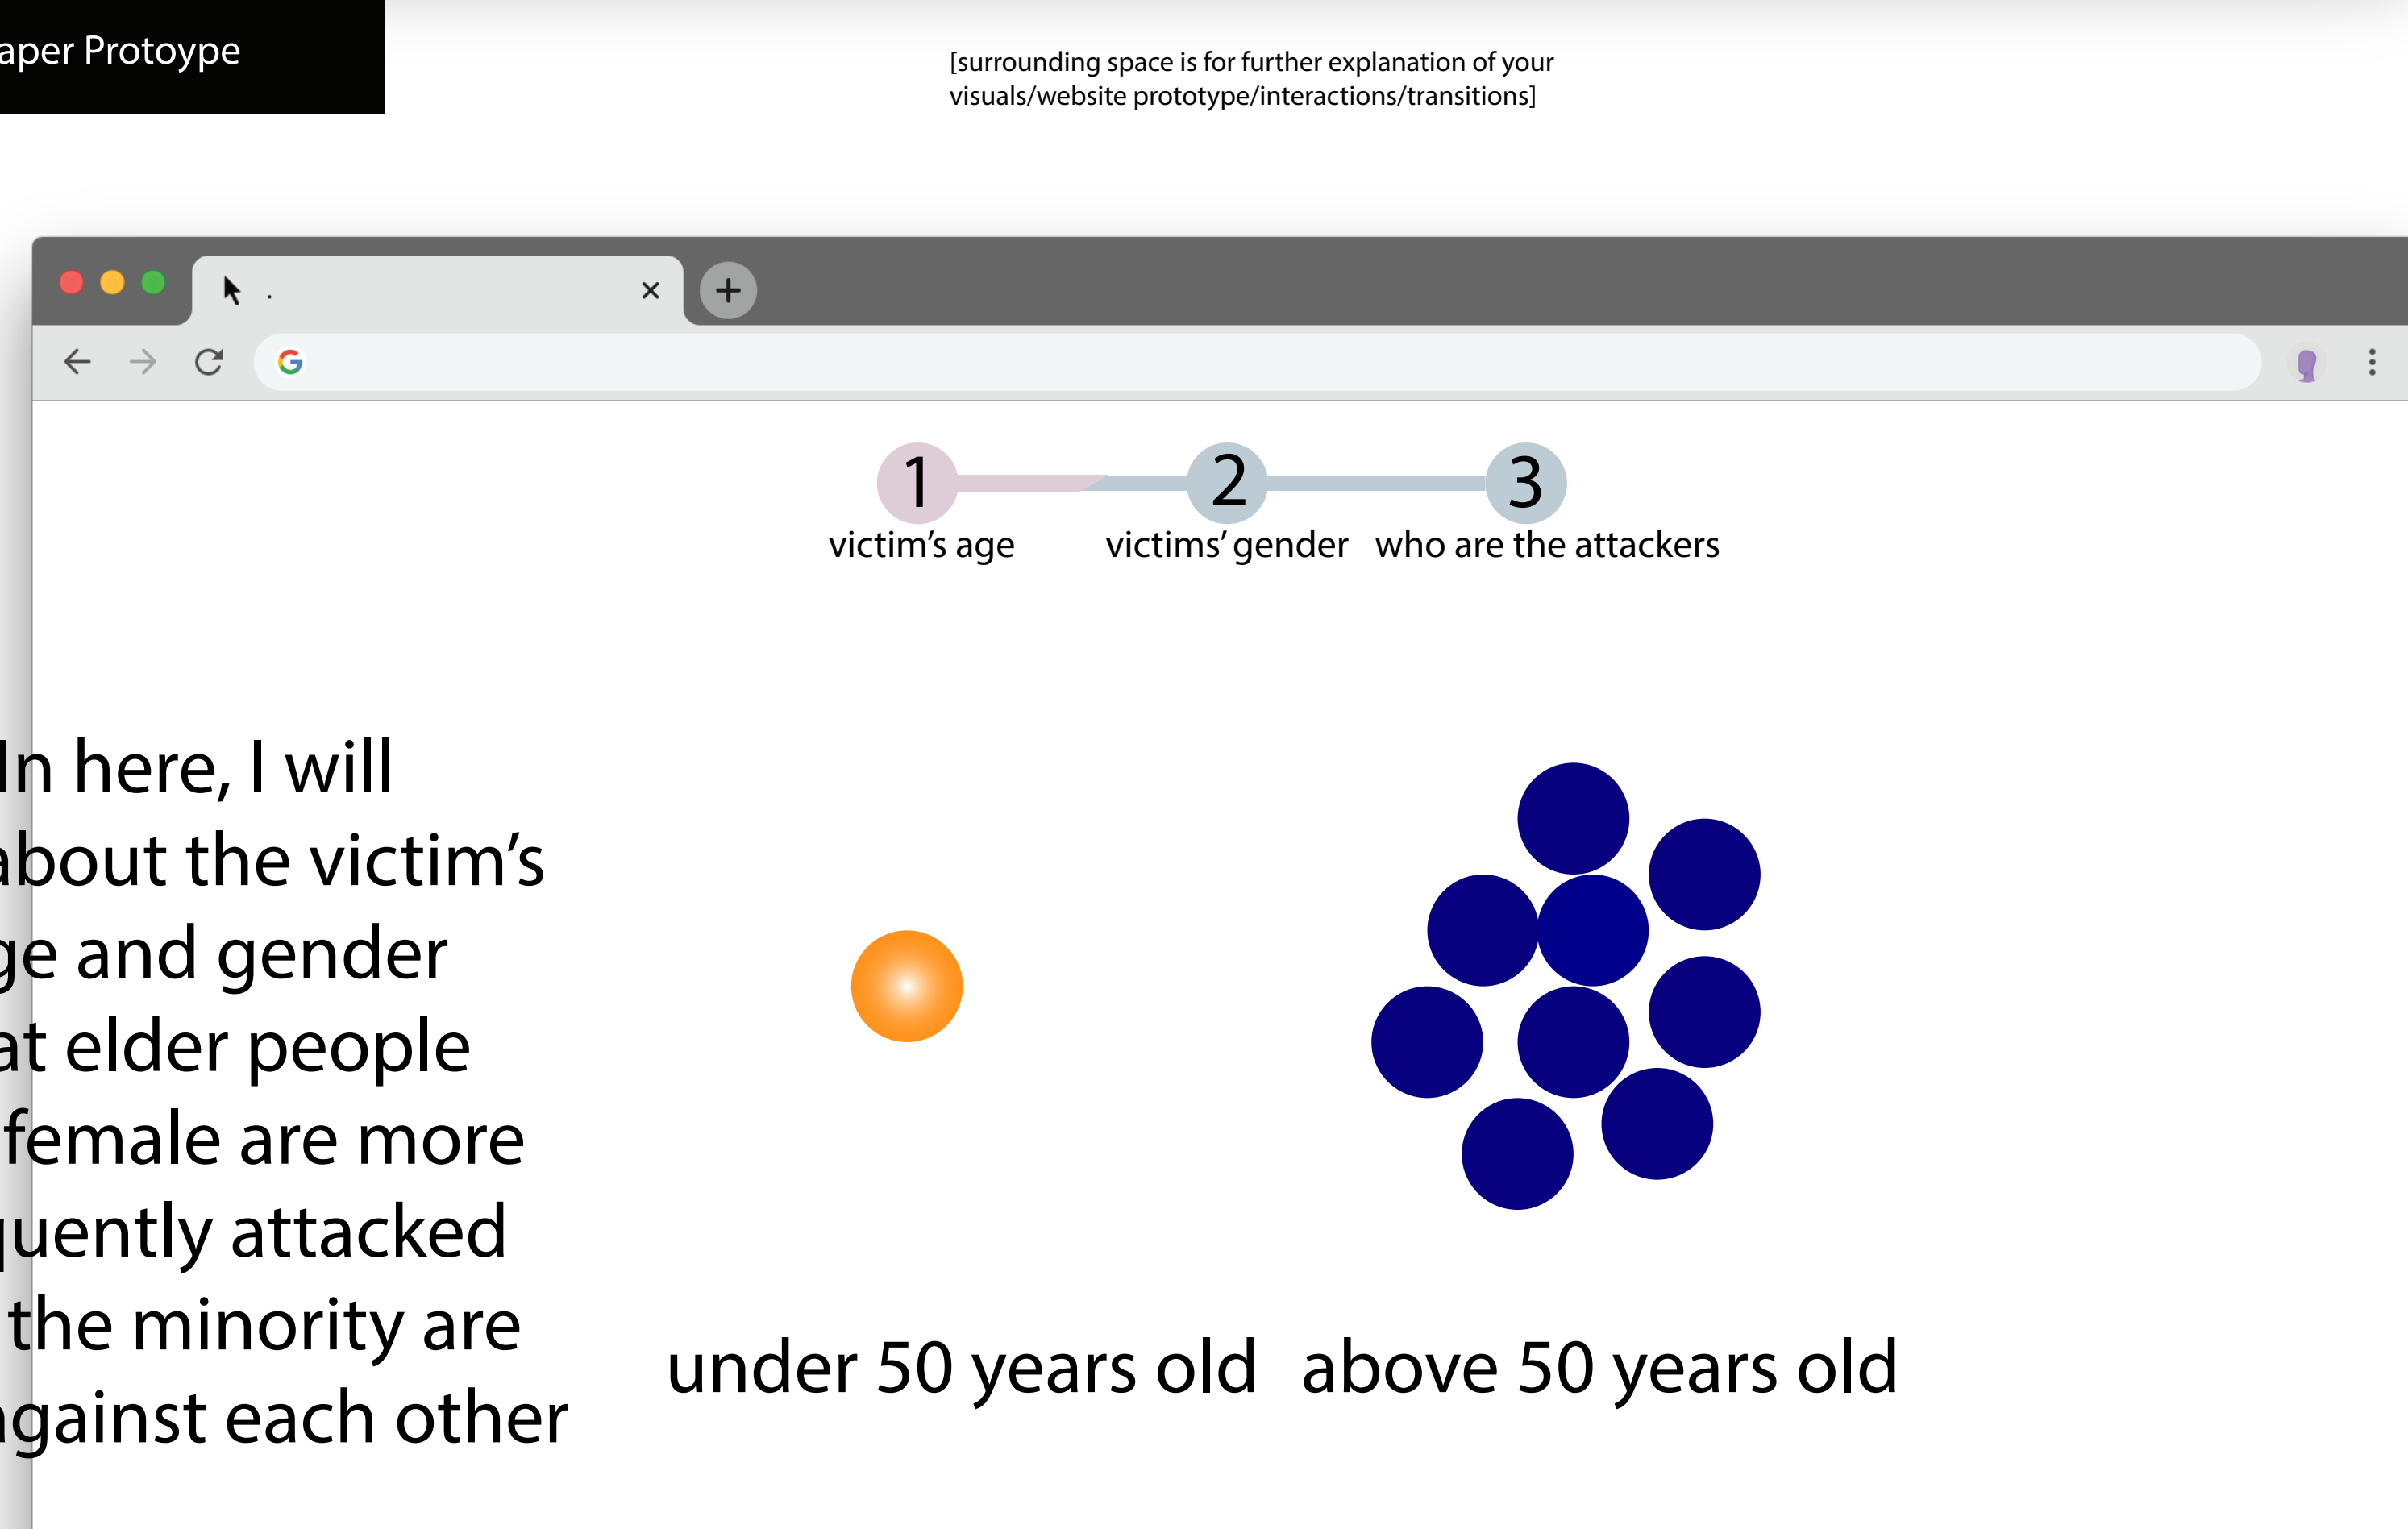 aper Protoype
[surrounding space is for further explanation of your
visuals/website prototype/interactions/transitions]
.
1
2
3
victim’s age
victims’ gender
who are the attackers
In here, I will
about the victim’s
ge and gender
at elder people
female are more
quently attacked
the minority are
against each other
under 50 years old
above 50 years old